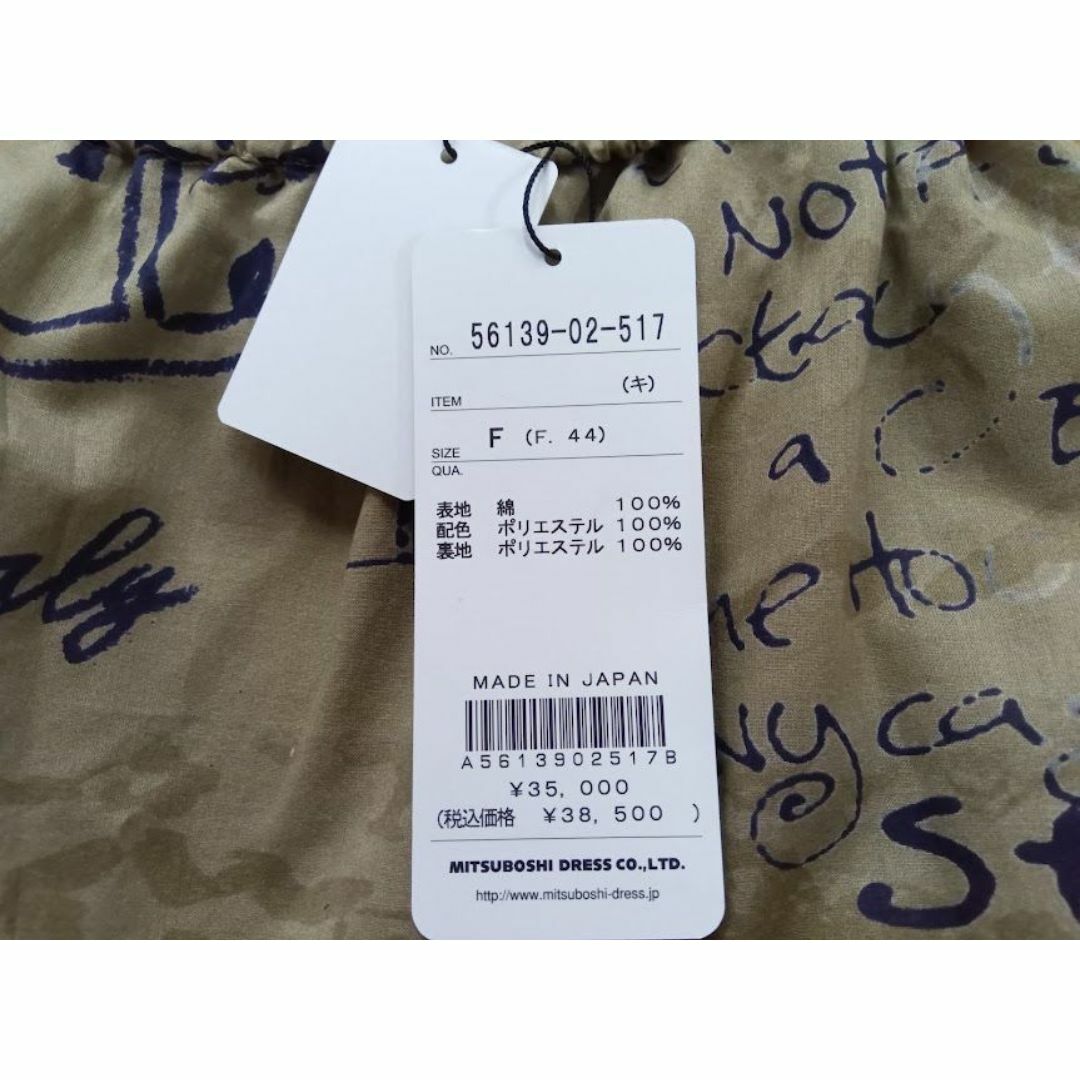 NO. 56139-02-517
ITEM (キ)
SIZE F (F. 44)
QUA.
表地 綿 100%
配色 ポリエステル 100%
裏地 ポリエステル 100%
MADE IN JAPAN
A5613902517B
¥35, 000
(税込価格 ¥38, 500 )
MITSUBOSHI DRESS CO.,LTD.
http://www.mitsuboshi-dress.jp
a